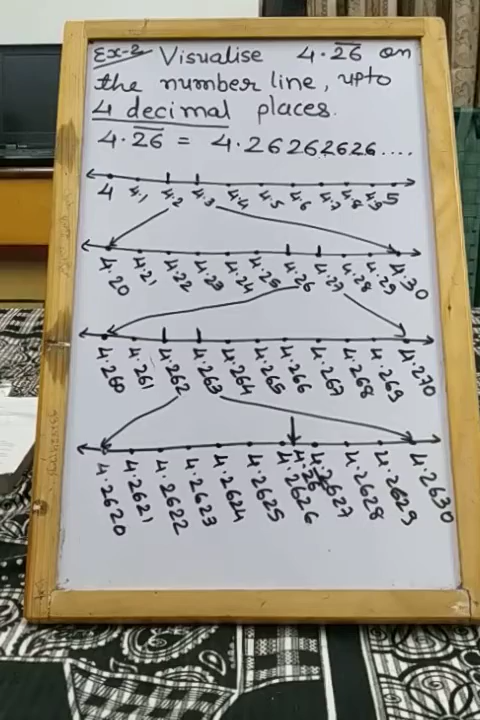 Ex-2 Visualise 4.2̅6̅ on
the number line, upto
4 decimal places.
4.2̅6̅ = 4.26262626....
4 4.1 4.2 4.3 4.4 4.5 4.6 4.7 4.8 4.9 5
4.20 4.21 4.22 4.23 4.24 4.25 4.26 4.27 4.28 4.29 4.30
4.260 4.261 4.262 4.263 4.264 4.265 4.266 4.267 4.268 4.269 4.270
4.2620 4.2621 4.2622 4.2623 4.2624 4.2625 4.2626 4.2̅6̅ 4.2627 4.2628 4.2629 4.2630